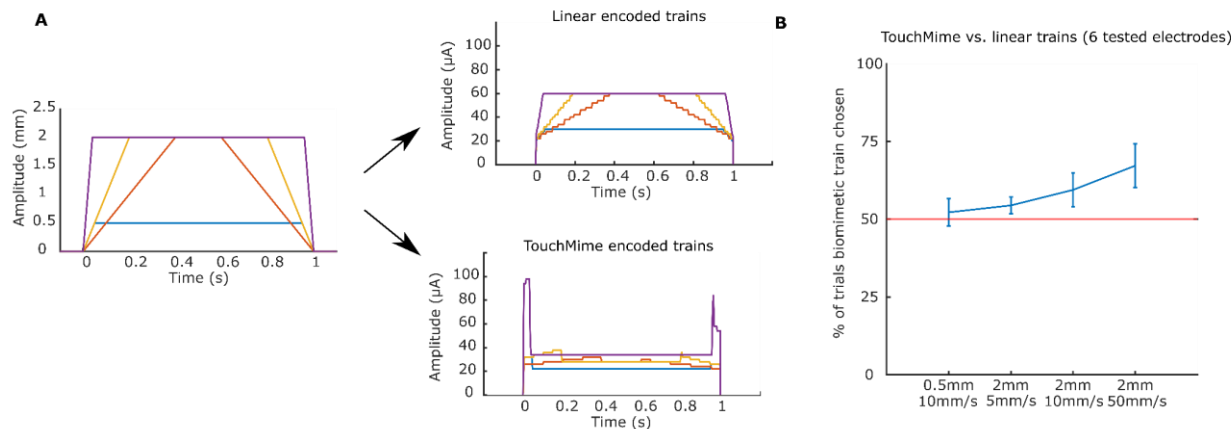 A
Amplitude (mm)
2.5
2
1.5
1
0.5
0
0 0.2 0.4 0.6 0.8 1
Time (s)
Linear encoded trains
Amplitude (µA)
100
80
60
40
20
0
0 0.2 0.4 0.6 0.8 1
Time (s)
TouchMime encoded trains
Amplitude (µA)
100
80
60
40
20
0
0 0.2 0.4 0.6 0.8 1
Time (s)
B
TouchMime vs. linear trains (6 tested electrodes)
% of trials biomimetic train chosen
100
75
50
25
0
0.5mm 2mm 2mm 2mm
10mm/s 5mm/s 10mm/s 50mm/s